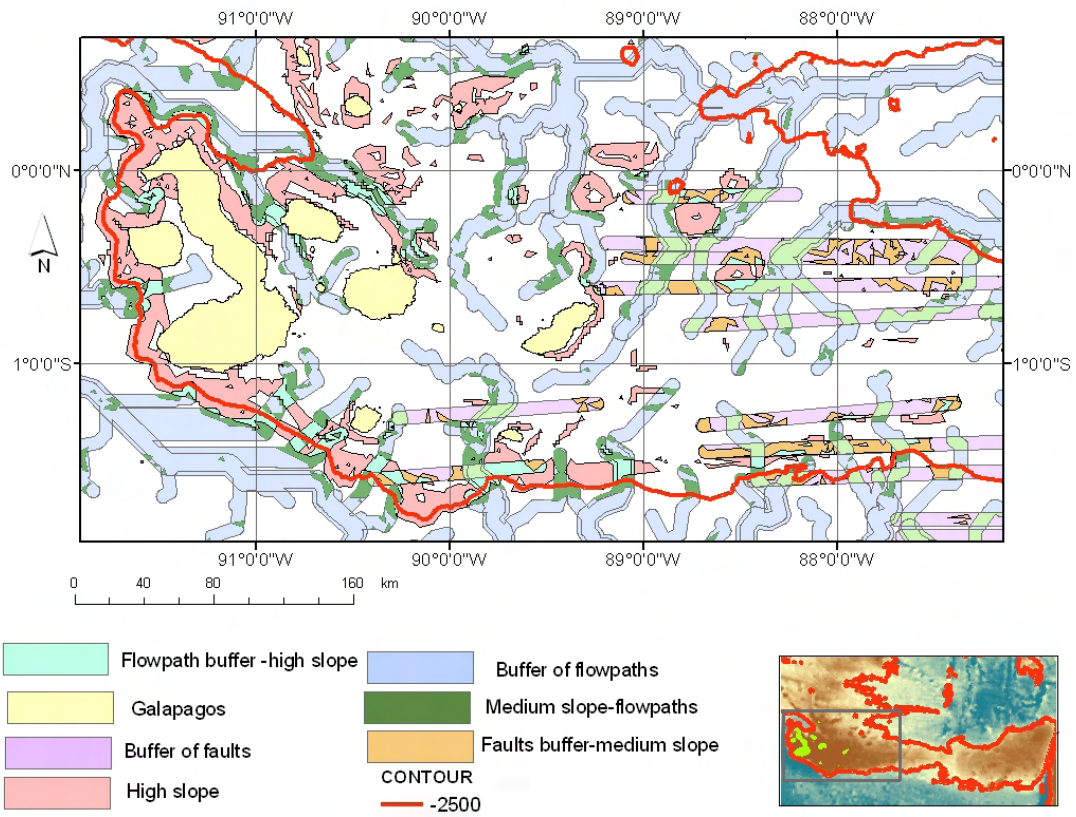 91°0'0"W 90°0'0"W 89°0'0"W 88°0'0"W
0°0'0"N 0°0'0"N
N
1°0'0"S 1°0'0"S
91°0'0"W 90°0'0"W 89°0'0"W 88°0'0"W
0 40 80 160 km
Flowpath buffer -high slope
Galapagos
Buffer of faults
High slope
Buffer of flowpaths
Medium slope-flowpaths
Faults buffer-medium slope
CONTOUR
-2500